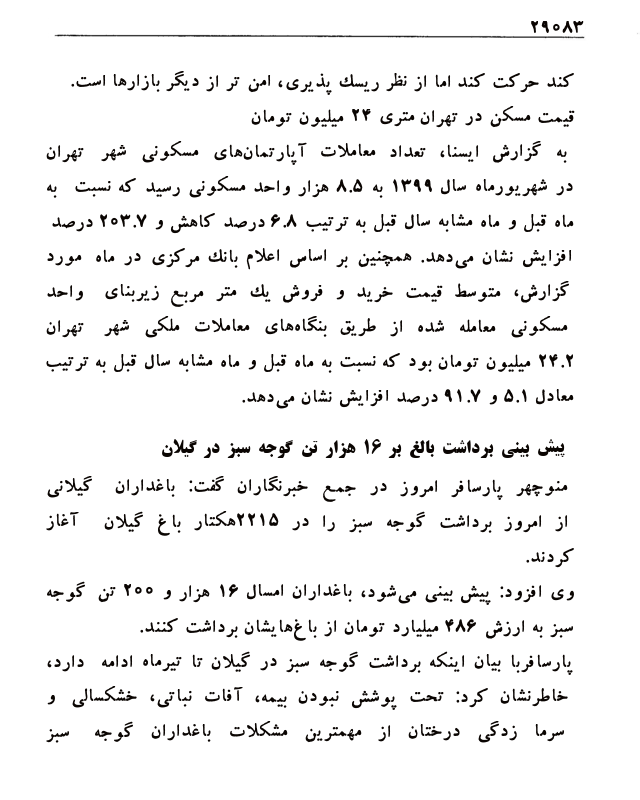 ۲۹۰۸۳
کند حرکت کند اما از نظر ریسك پذیری، امن تر از دیگر بازارها است.
قیمت مسکن در تهران متری ۲۴ میلیون تومان
به گزارش ایسنا، تعداد معاملات آپارتمان‌های مسکونی شهر تهران
در شهریورماه سال ۱۳۹۹ به ۸.۵ هزار واحد مسکونی رسید که نسبت به
ماه قبل و ماه مشابه سال قبل به ترتیب ۶.۸ درصد کاهش و ۲۰۳.۷ درصد
افزایش نشان می‌دهد. همچنین بر اساس اعلام بانك مرکزی در ماه مورد
گزارش، متوسط قیمت خرید و فروش یك متر مربع زیربنای واحد
مسکونی معامله شده از طریق بنگاه‌های معاملات ملکی شهر تهران
۲۴.۲ میلیون تومان بود که نسبت به ماه قبل و ماه مشابه سال قبل به ترتیب
معادل ۵.۱ و ۹۱.۷ درصد افزایش نشان می‌دهد.
پیش بینی برداشت بالغ بر ۱۶ هزار تن گوجه سبز در گیلان
منوچهر پارسافر امروز در جمع خبرنگاران گفت: باغداران گیلانی
از امروز برداشت گوجه سبز را در ۲۲۱۵هکتار باغ گیلان آغاز
کردند.
وی افزود: پیش بینی می‌شود، باغداران امسال ۱۶ هزار و ۲۰۰ تن گوجه
سبز به ارزش ۴۸۶ میلیارد تومان از باغ‌هایشان برداشت کنند.
پارسافربا بیان اینکه برداشت گوجه سبز در گیلان تا تیرماه ادامه دارد،
خاطرنشان کرد: تحت پوشش نبودن بیمه، آفات نباتی، خشکسالی و
سرما زدگی درختان از مهمترین مشکلات باغداران گوجه سبز